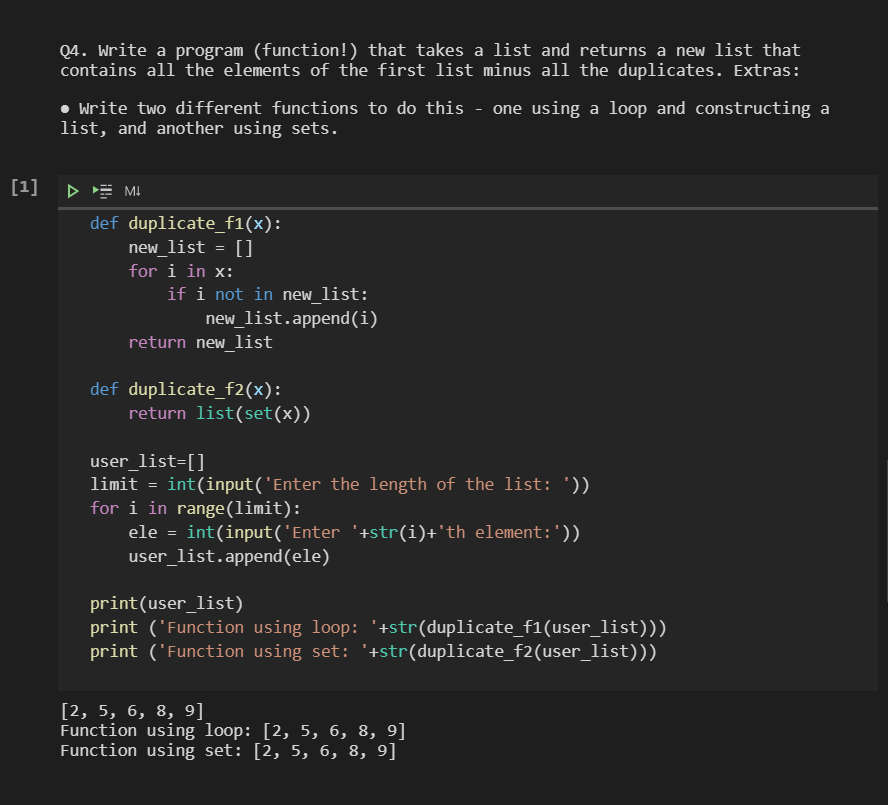 Q4. Write a program (function!) that takes a list and returns a new list that
contains all the elements of the first list minus all the duplicates. Extras:
● Write two different functions to do this - one using a loop and constructing a
list, and another using sets.
[1]
M↓
def duplicate_f1(x):
    new_list = []
    for i in x:
        if i not in new_list:
            new_list.append(i)
    return new_list
def duplicate_f2(x):
    return list(set(x))
user_list=[]
limit = int(input('Enter the length of the list: '))
for i in range(limit):
    ele = int(input('Enter '+str(i)+'th element:'))
    user_list.append(ele)
print(user_list)
print ('Function using loop: '+str(duplicate_f1(user_list)))
print ('Function using set: '+str(duplicate_f2(user_list)))
[2, 5, 6, 8, 9]
Function using loop: [2, 5, 6, 8, 9]
Function using set: [2, 5, 6, 8, 9]